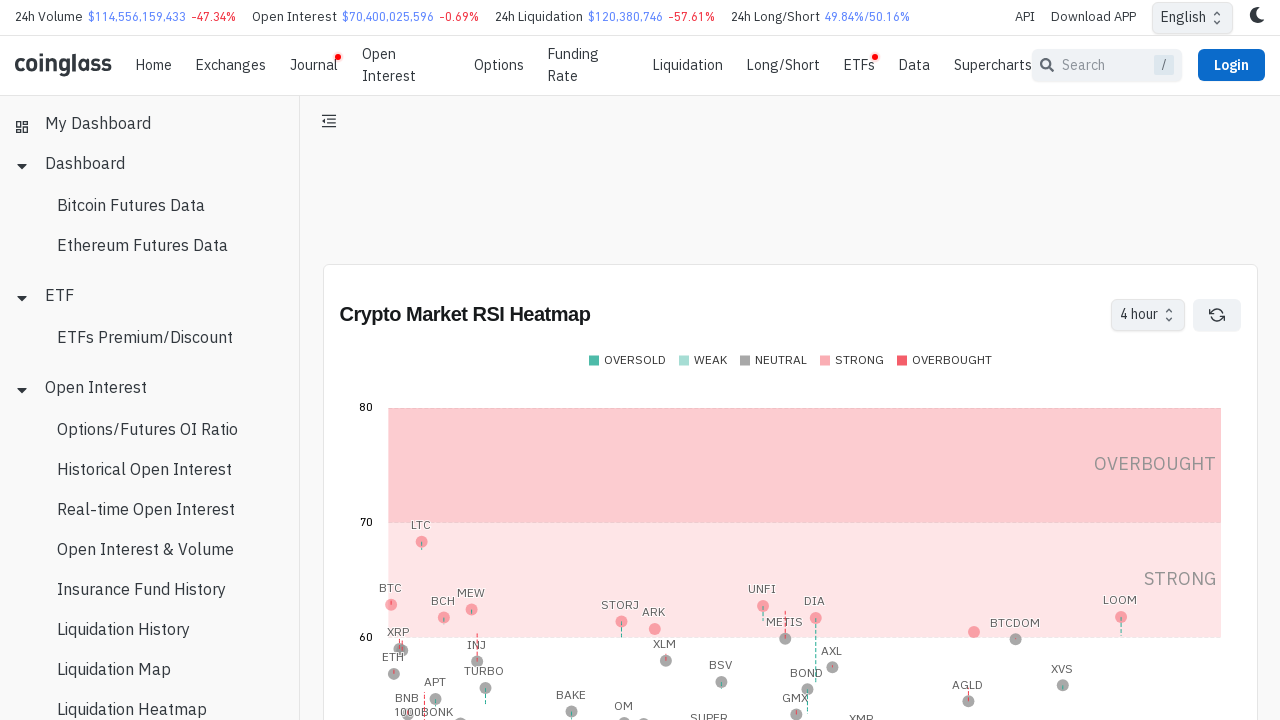 24h Volume $114,556,159,433 -47.34% Open Interest $70,400,025,596 -0.69% 24h Liquidation $120,380,746 -57.61% 24h Long/Short 49.84%/50.16% API Download APP English
coinglass Home Exchanges Journal Open Interest Options Funding Rate Liquidation Long/Short ETFs Data Supercharts Search / Login
My Dashboard
Dashboard
Bitcoin Futures Data
Ethereum Futures Data
ETF
ETFs Premium/Discount
Open Interest
Options/Futures OI Ratio
Historical Open Interest
Real-time Open Interest
Open Interest & Volume
Insurance Fund History
Liquidation History
Liquidation Map
Liquidation Heatmap
Crypto Market RSI Heatmap 4 hour
OVERSOLD WEAK NEUTRAL STRONG OVERBOUGHT
80
OVERBOUGHT
70
LTC
STRONG
BTC BCH MEW STORJ ARK UNFI DIA LOOM
METIS BTCDOM
60
XRP
INJ XLM AXL
ETH TURBO BSV BOND XVS
APT AGLD
BNB BAKE GMX
1000BONK OM SUPER XMR